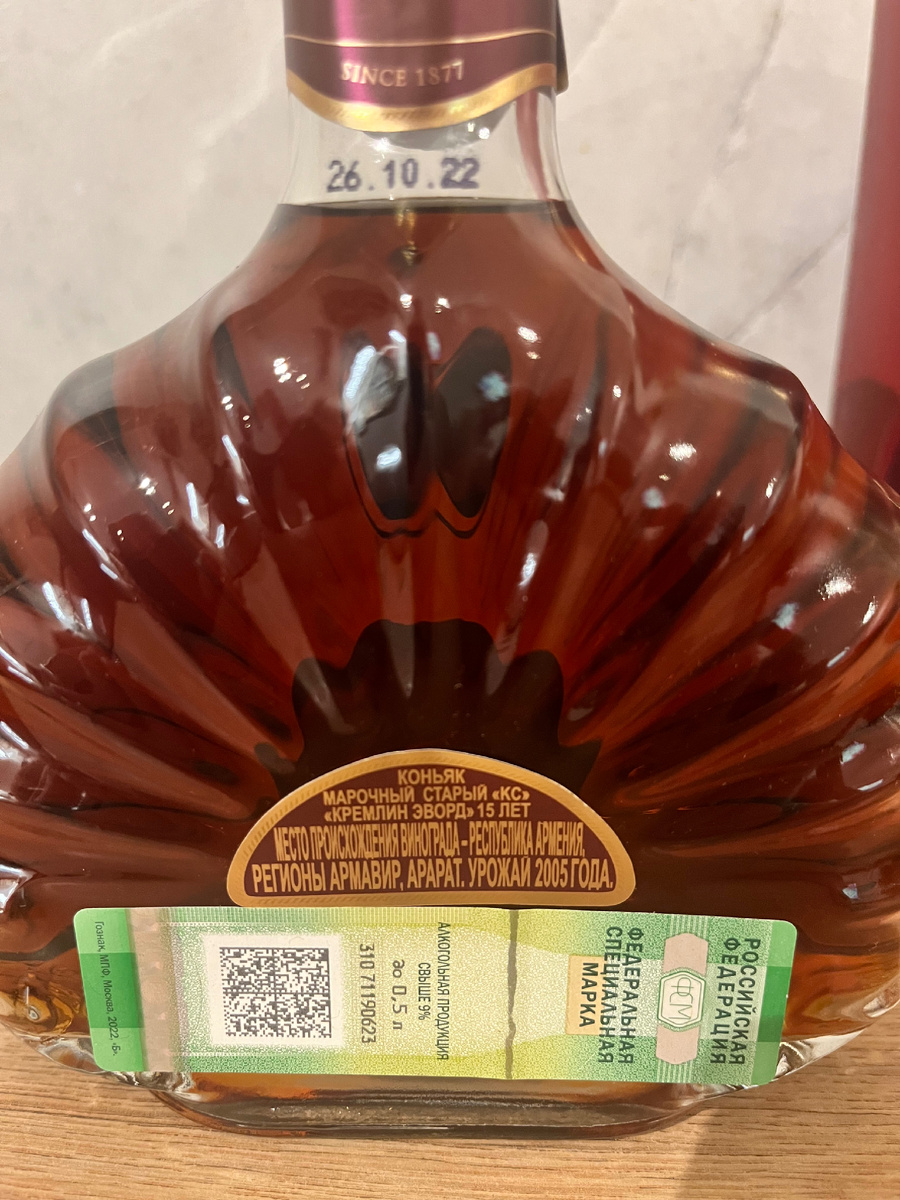 SINCE 1877
26.10.22
КОНЬЯК
МАРОЧНЫЙ СТАРЫЙ «КС»
«КРЕМЛИН ЭВОРД» 15 ЛЕТ
МЕСТО ПРОИСХОЖДЕНИЯ ВИНОГРАДА – РЕСПУБЛИКА АРМЕНИЯ,
РЕГИОНЫ АРМАВИР, АРАРАТ. УРОЖАЙ 2005 ГОДА.
РОССИЙСКАЯ
ФЕДЕРАЦИЯ
ФСМ
ФЕДЕРАЛЬНАЯ
СПЕЦИАЛЬНАЯ
МАРКА
АЛКОГОЛЬНАЯ ПРОДУКЦИЯ
СВЫШЕ 9%
до 0,5 л
310 71190623
Гознак, МПФ, Москва, 2022, «Б».